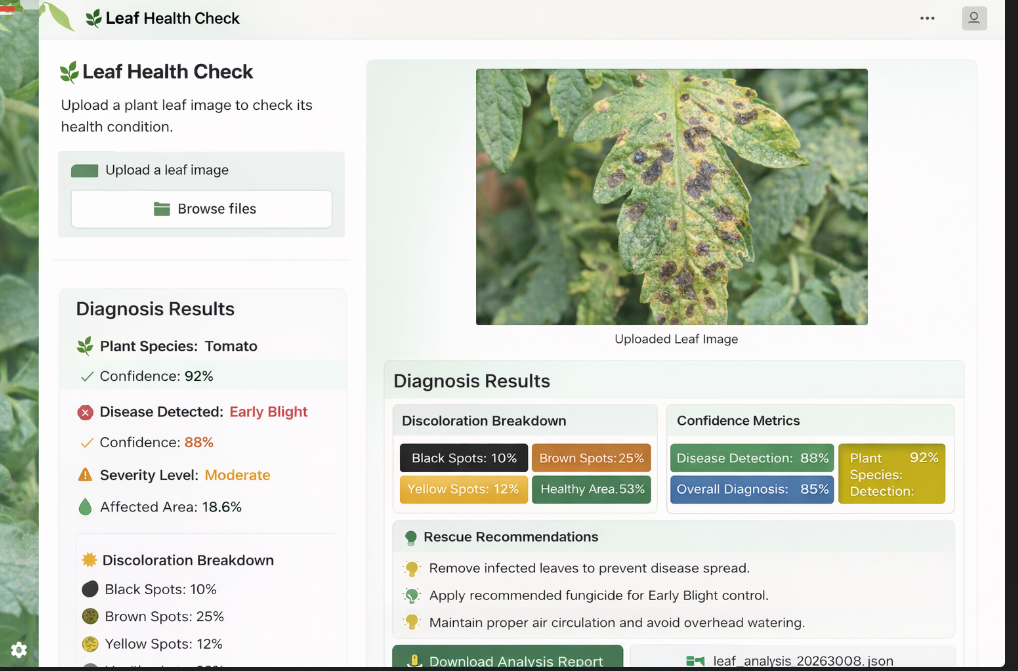 Leaf Health Check
Leaf Health Check
Upload a plant leaf image to check its
health condition.
Upload a leaf image
Browse files
Diagnosis Results
Plant Species: Tomato
Confidence: 92%
Disease Detected: Early Blight
Confidence: 88%
Severity Level: Moderate
Affected Area: 18.6%
Discoloration Breakdown
Black Spots: 10%
Brown Spots: 25%
Yellow Spots: 12%
Uploaded Leaf Image
Diagnosis Results
Discoloration Breakdown
Black Spots: 10%
Brown Spots: 25%
Yellow Spots: 12%
Healthy Area. 53%
Confidence Metrics
Disease Detection: 88%
Overall Diagnosis: 85%
Plant 92%
Species:
Detection:
Rescue Recommendations
Remove infected leaves to prevent disease spread.
Apply recommended fungicide for Early Blight control.
Maintain proper air circulation and avoid overhead watering.
Download Analysis Report
leaf_analysis_20263008.json